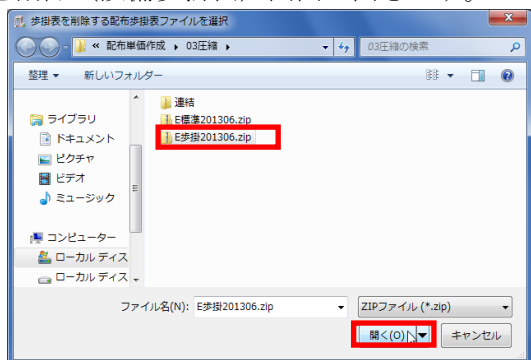 歩掛表を削除する配布歩掛表ファイルを選択
« 配布単価作成 ▸ 03圧縮 ▸
03圧縮の検索
整理 ▼ 新しいフォルダー
ライブラリ
ドキュメント
ピクチャ
ビデオ
ミュージック
コンピューター
ローカル ディス
ローカル ディス
連結
E標準201306.zip
E歩掛201306.zip
ファイル名(N): E歩掛201306.zip
ZIPファイル (*.zip)
開く(O) キャンセル